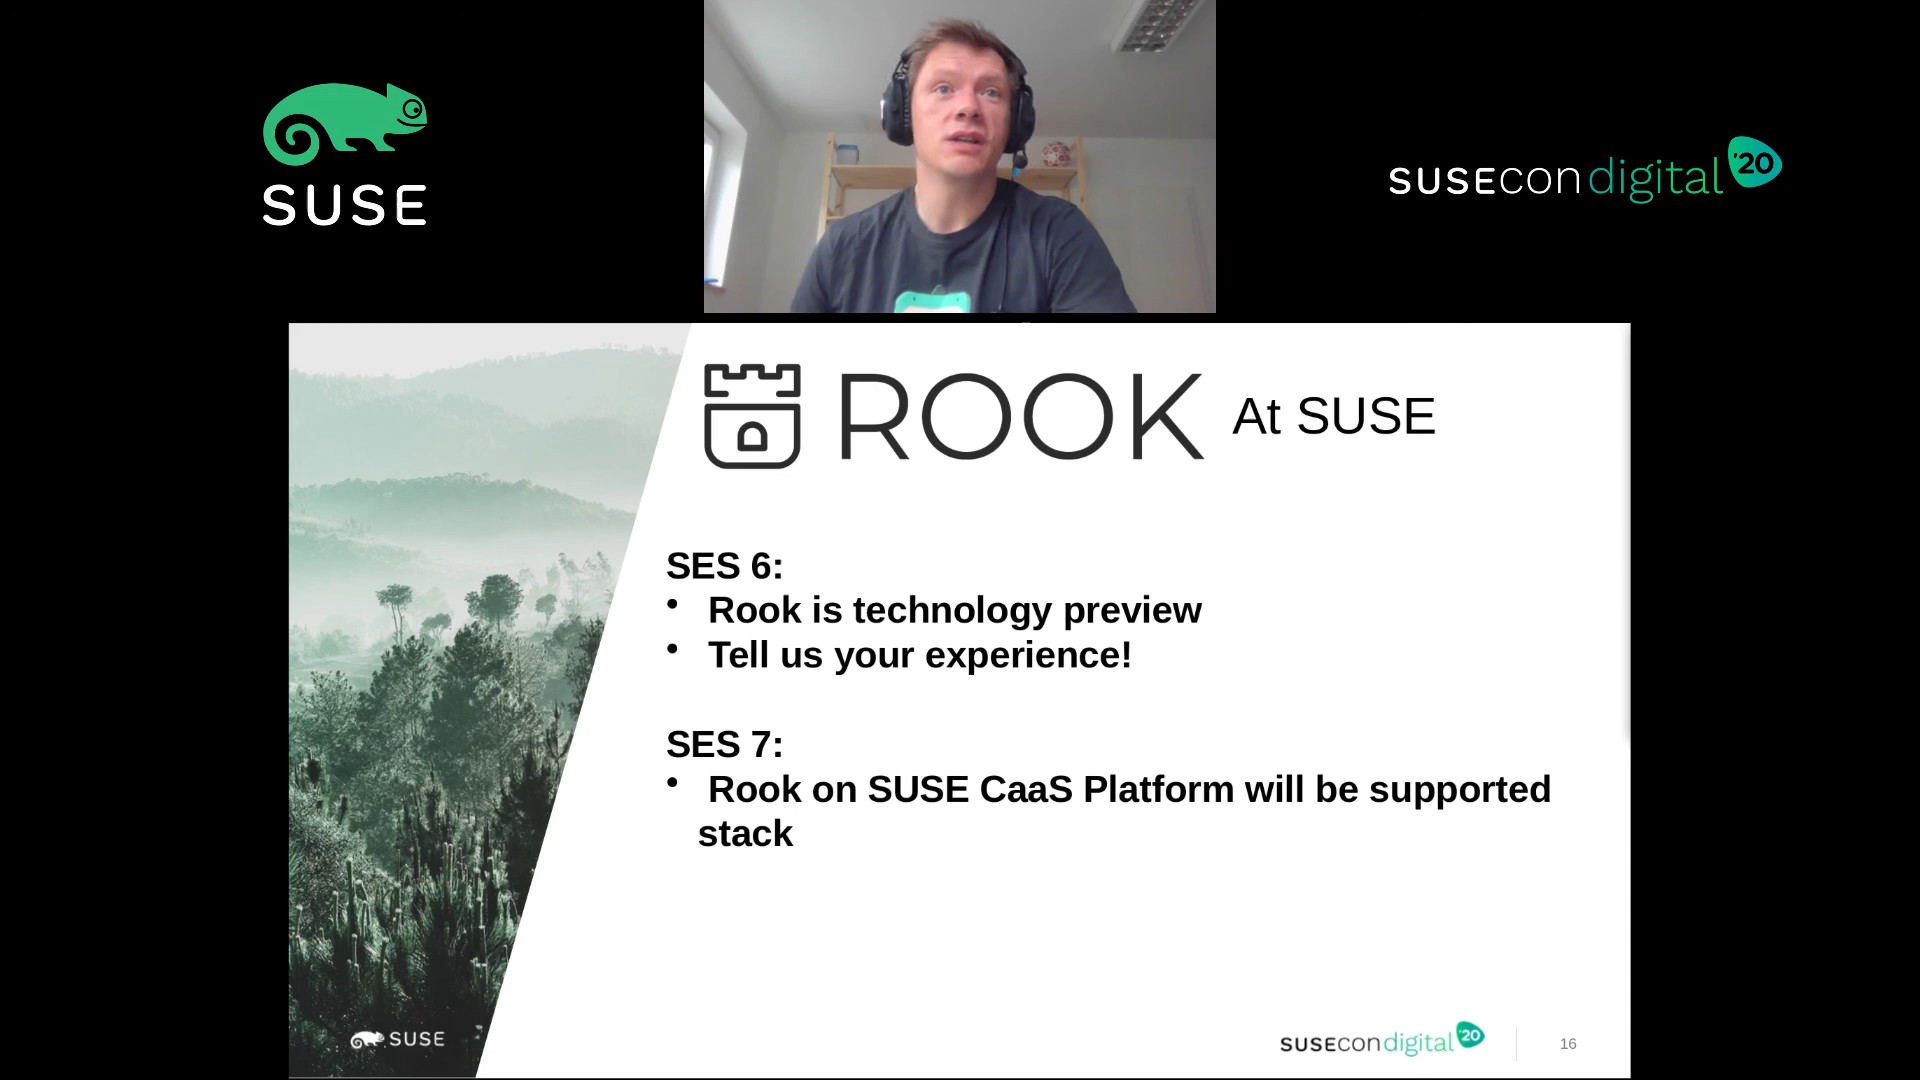 SUSE
SUSEcon digital '20
ROOK At SUSE
SES 6:
• Rook is technology preview
• Tell us your experience!
SES 7:
• Rook on SUSE CaaS Platform will be supported
stack
SUSE
SUSEcon digital '20
16